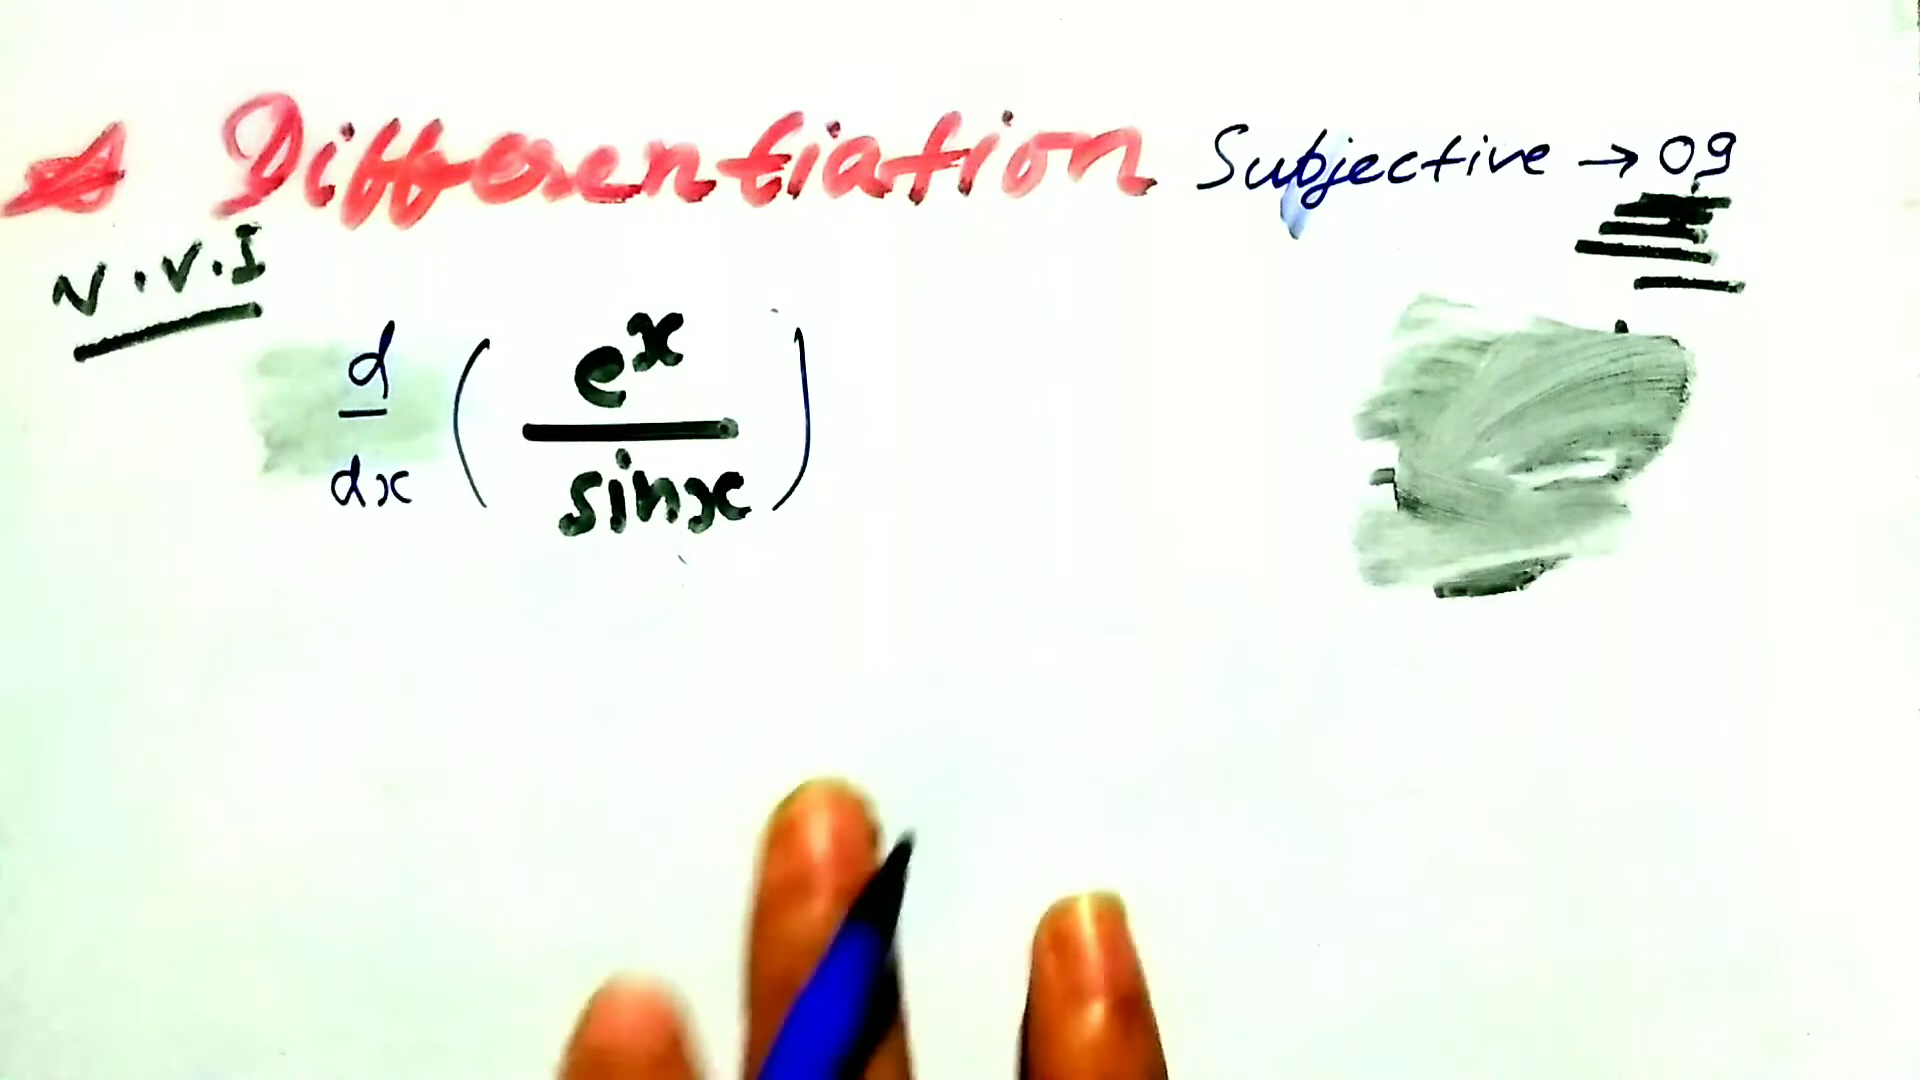 Differentiation Subjective → 09
V.V.I
d/dx ( e^x / sinx )